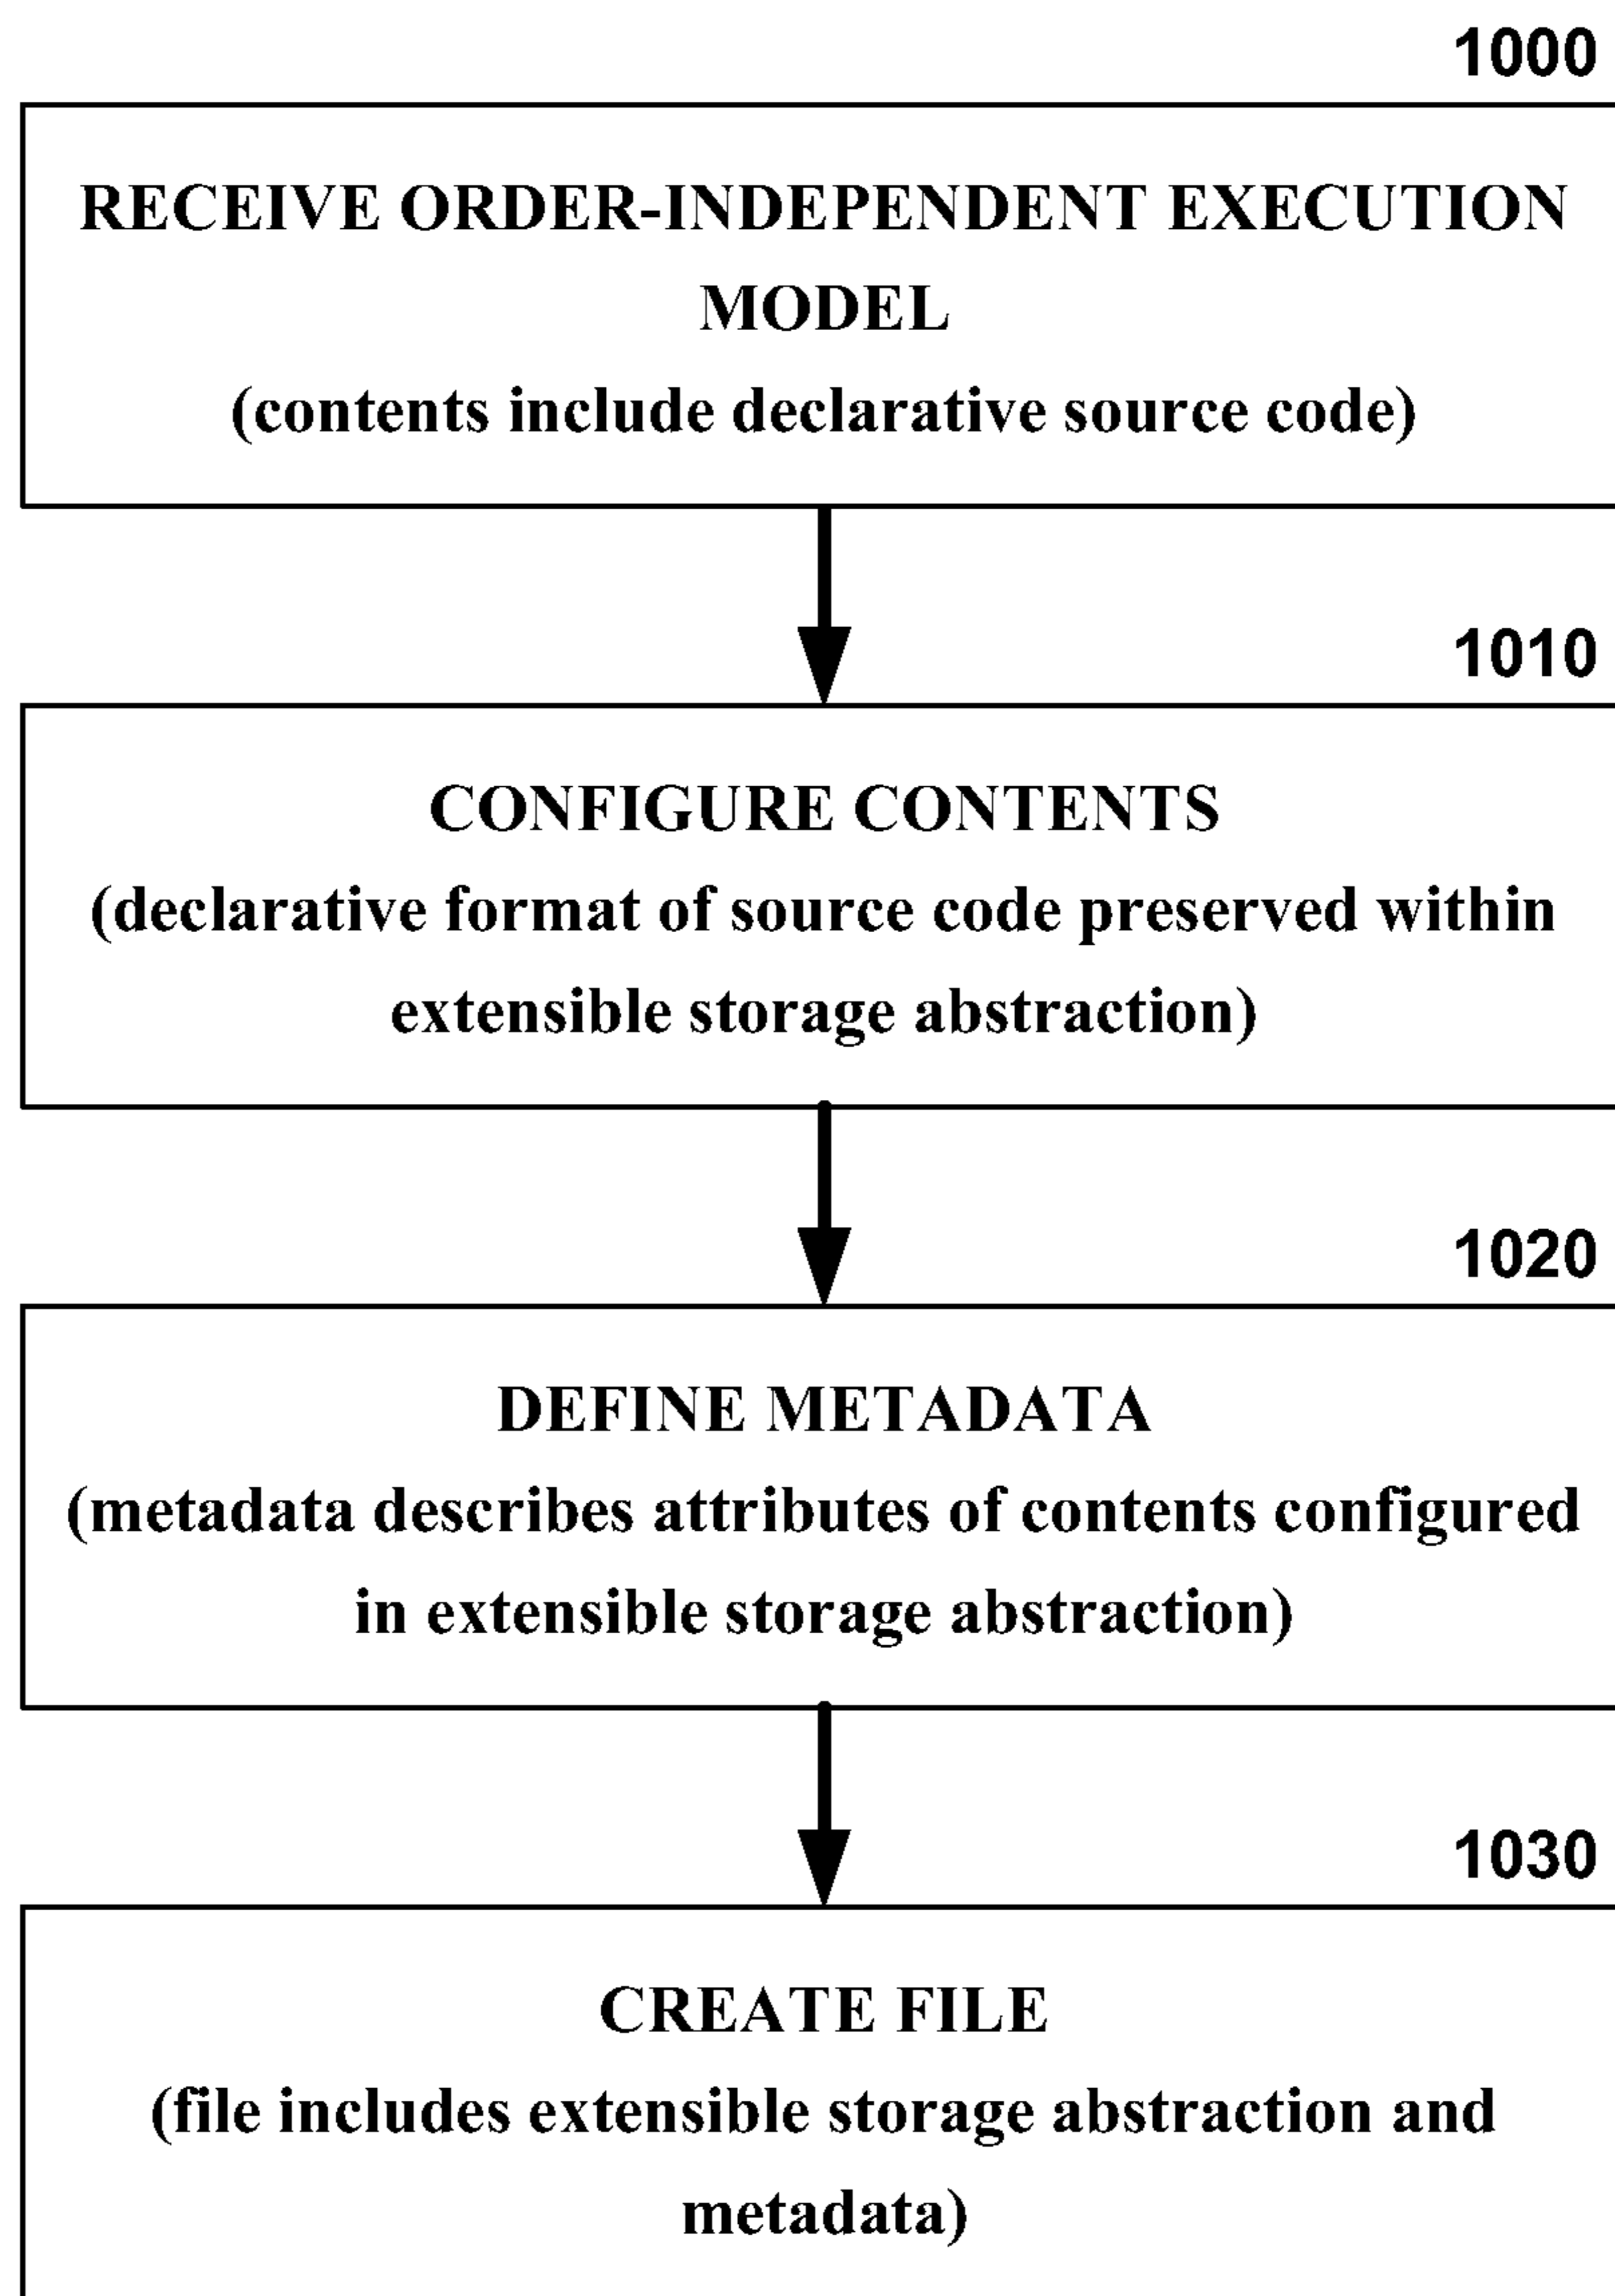 1000
RECEIVE ORDER-INDEPENDENT EXECUTION
MODEL
(contents include declarative source code)
1010
CONFIGURE CONTENTS
(declarative format of source code preserved within
extensible storage abstraction)
1020
DEFINE METADATA
(metadata describes attributes of contents configured
in extensible storage abstraction)
1030
CREATE FILE
(file includes extensible storage abstraction and
metadata)